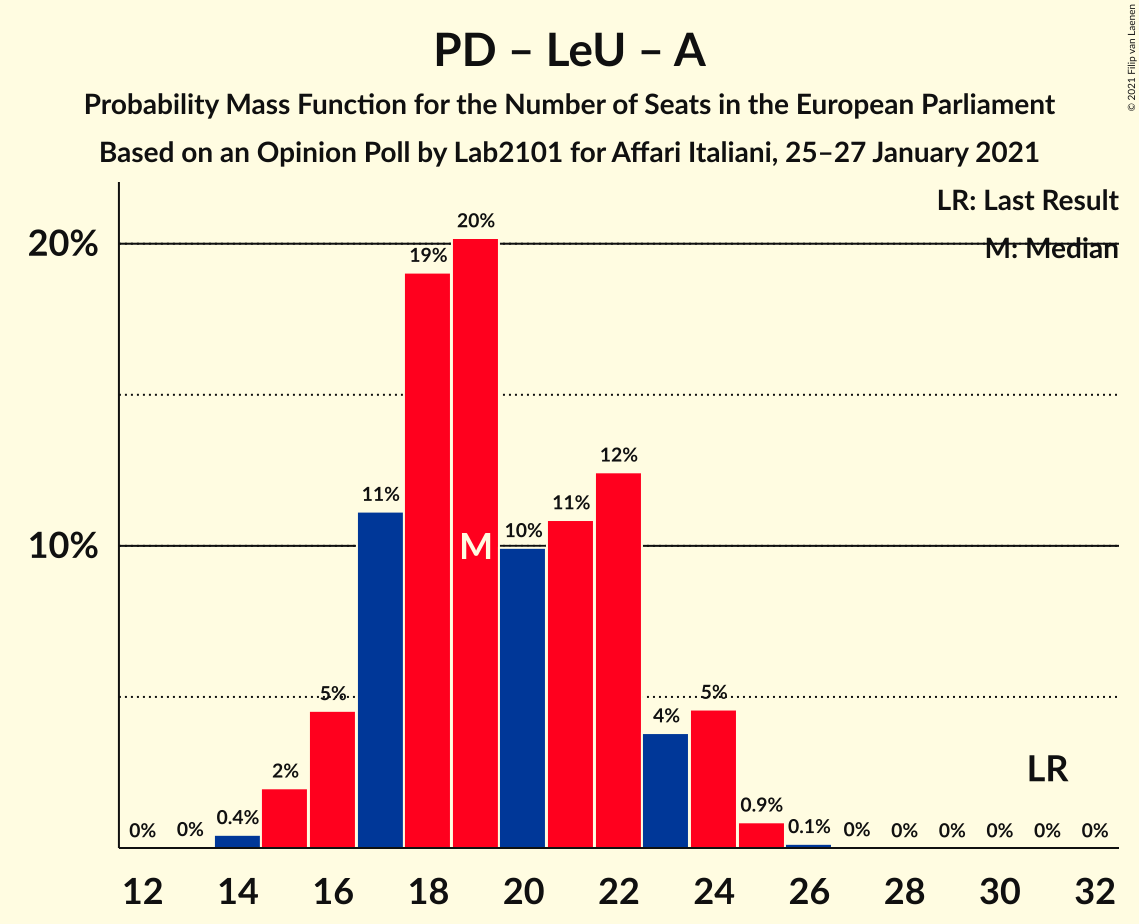 PD – LeU – A
Probability Mass Function for the Number of Seats in the European Parliament
Based on an Opinion Poll by Lab2101 for Affari Italiani, 25–27 January 2021
© 2021 Filip van Laenen
LR: Last Result
M: Median
20%
10%
0%
0%
0.4%
2%
5%
11%
19%
20%
10%
11%
12%
4%
5%
0.9%
0.1%
0%
0%
0%
0%
0%
0%
M
LR
12 14 16 18 20 22 24 26 28 30 32